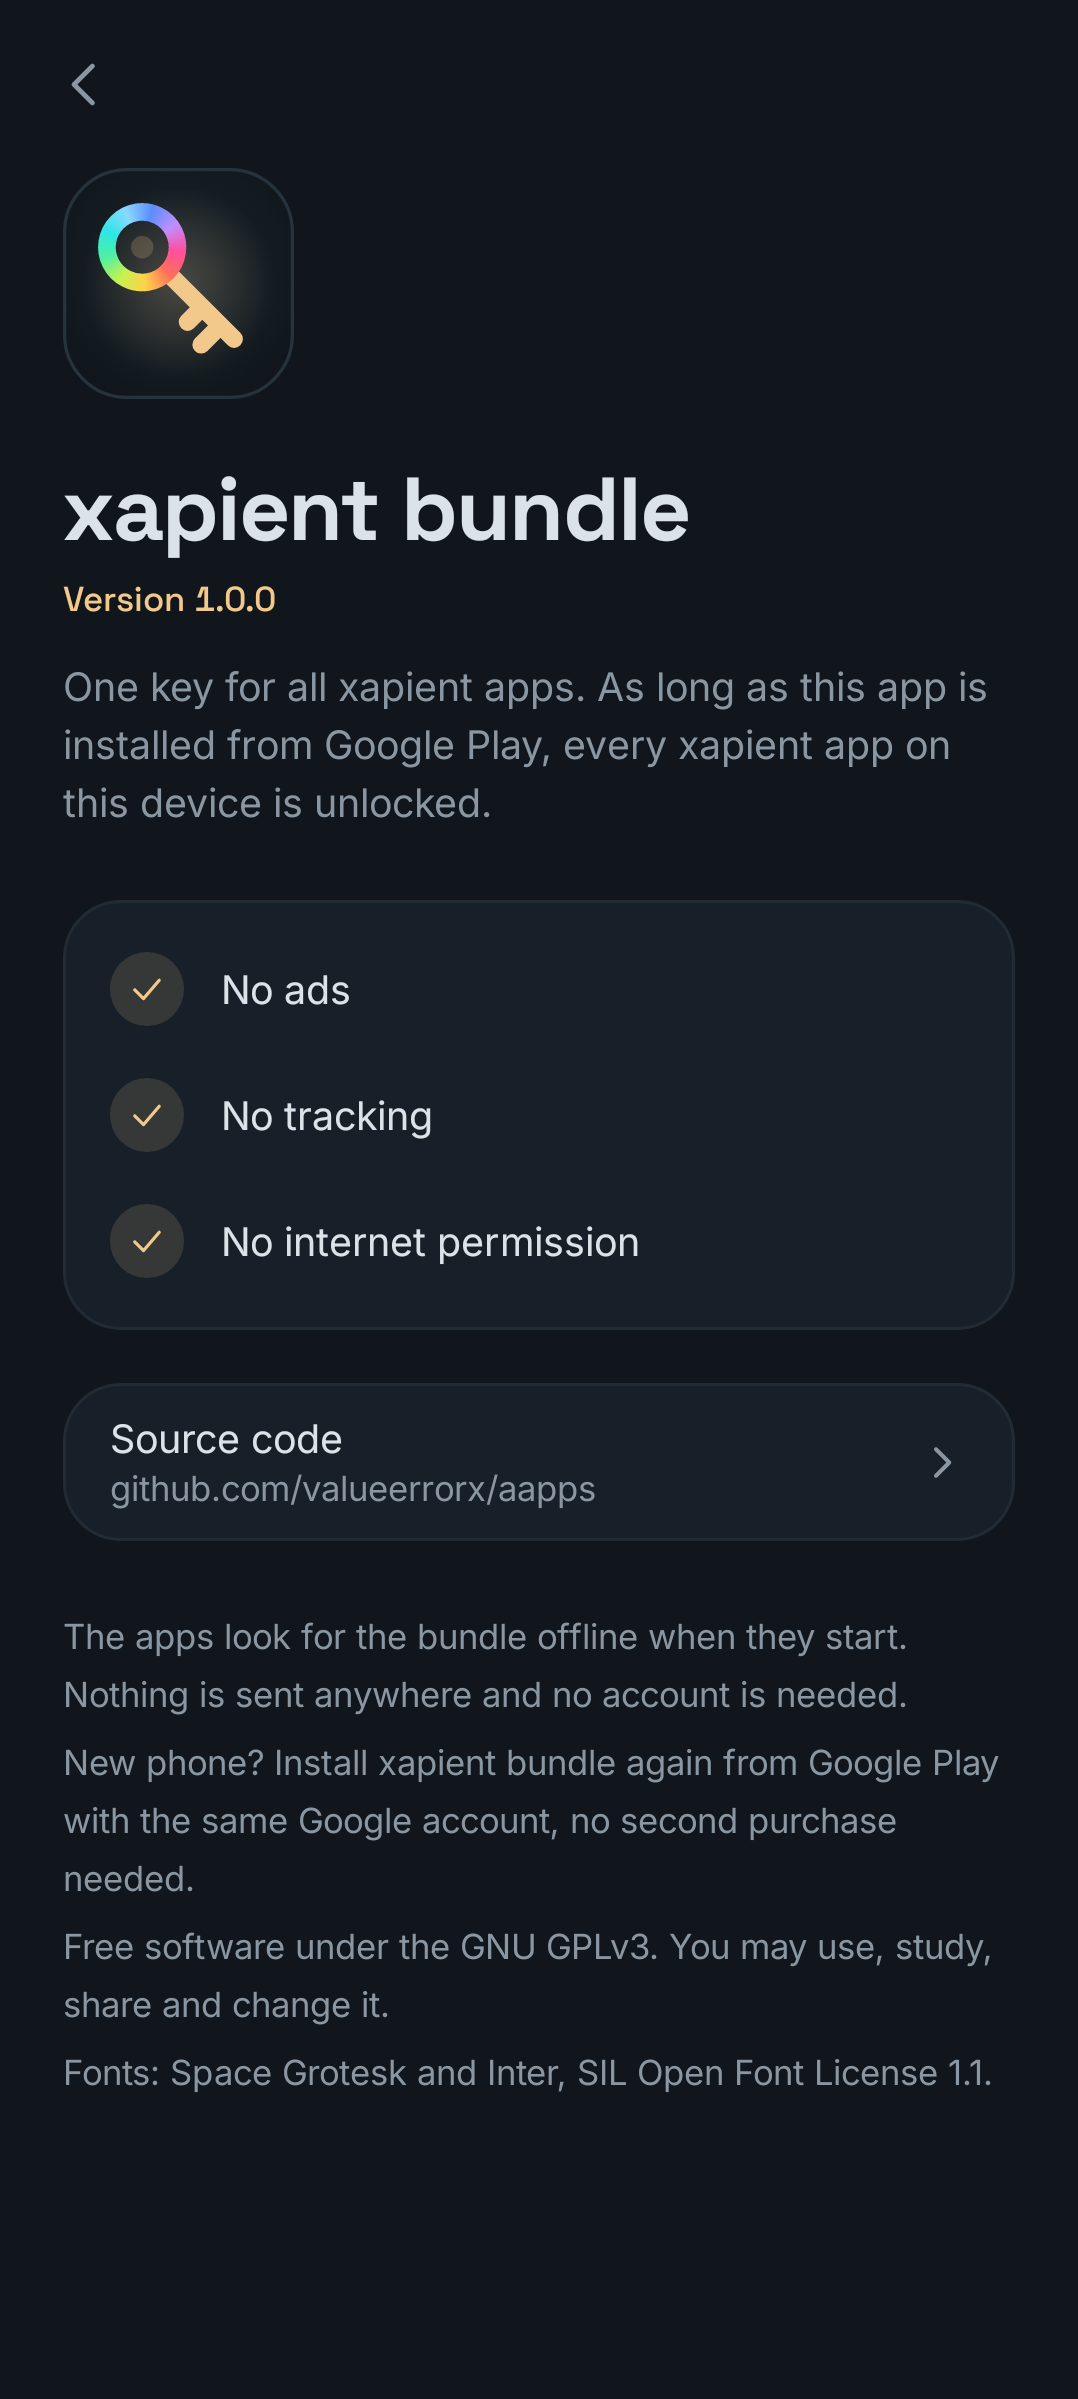 xapient bundle
Version 1.0.0
One key for all xapient apps. As long as this app is
installed from Google Play, every xapient app on
this device is unlocked.
No ads
No tracking
No internet permission
Source code
github.com/valueerrorx/aapps
The apps look for the bundle offline when they start.
Nothing is sent anywhere and no account is needed.
New phone? Install xapient bundle again from Google Play
with the same Google account, no second purchase
needed.
Free software under the GNU GPLv3. You may use, study,
share and change it.
Fonts: Space Grotesk and Inter, SIL Open Font License 1.1.